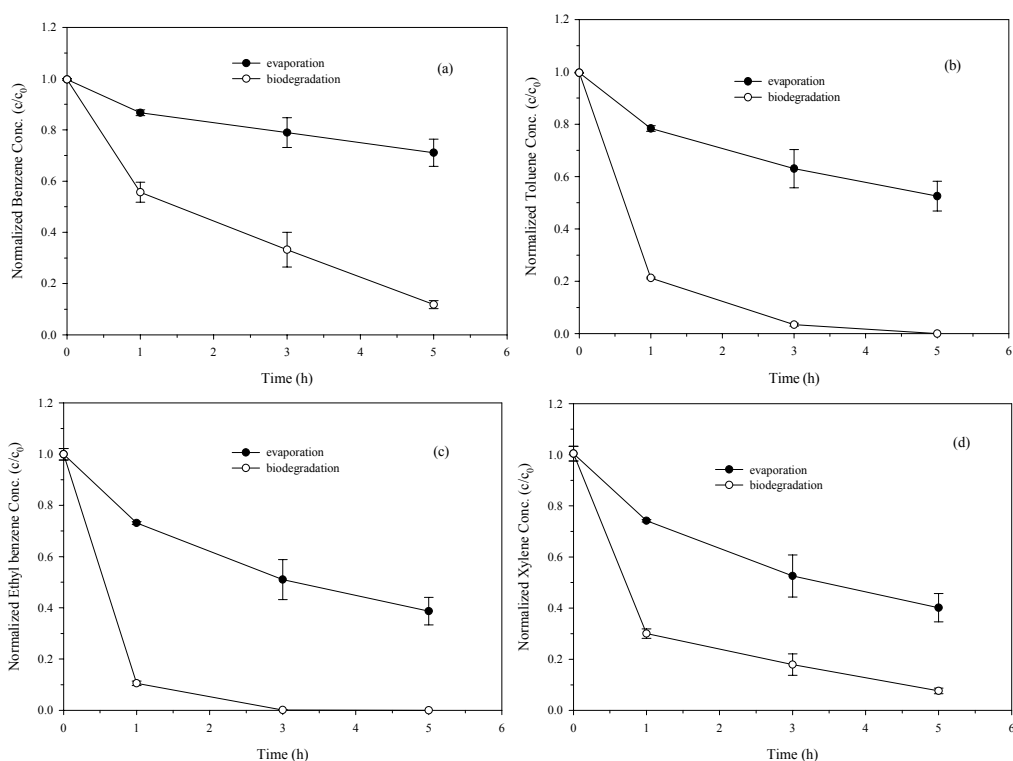 1.2
1.0
0.8
0.6
0.4
0.2
0.0
Normalized Benzene Conc. (c/c0)
evaporation
biodegradation
(a)
0 1 2 3 4 5 6
Time (h)
1.2
1.0
0.8
0.6
0.4
0.2
0.0
Normalized Toluene Conc. (c/c0)
evaporation
biodegradation
(b)
0 1 2 3 4 5 6
Time (h)
1.2
1.0
0.8
0.6
0.4
0.2
0.0
Normalized Ethyl benzene Conc. (c/c0)
evaporation
biodegradation
(c)
0 1 2 3 4 5 6
Time (h)
1.2
1.0
0.8
0.6
0.4
0.2
0.0
Normalized Xylene Conc. (c/c0)
evaporation
biodegradation
(d)
0 1 2 3 4 5 6
Time (h)